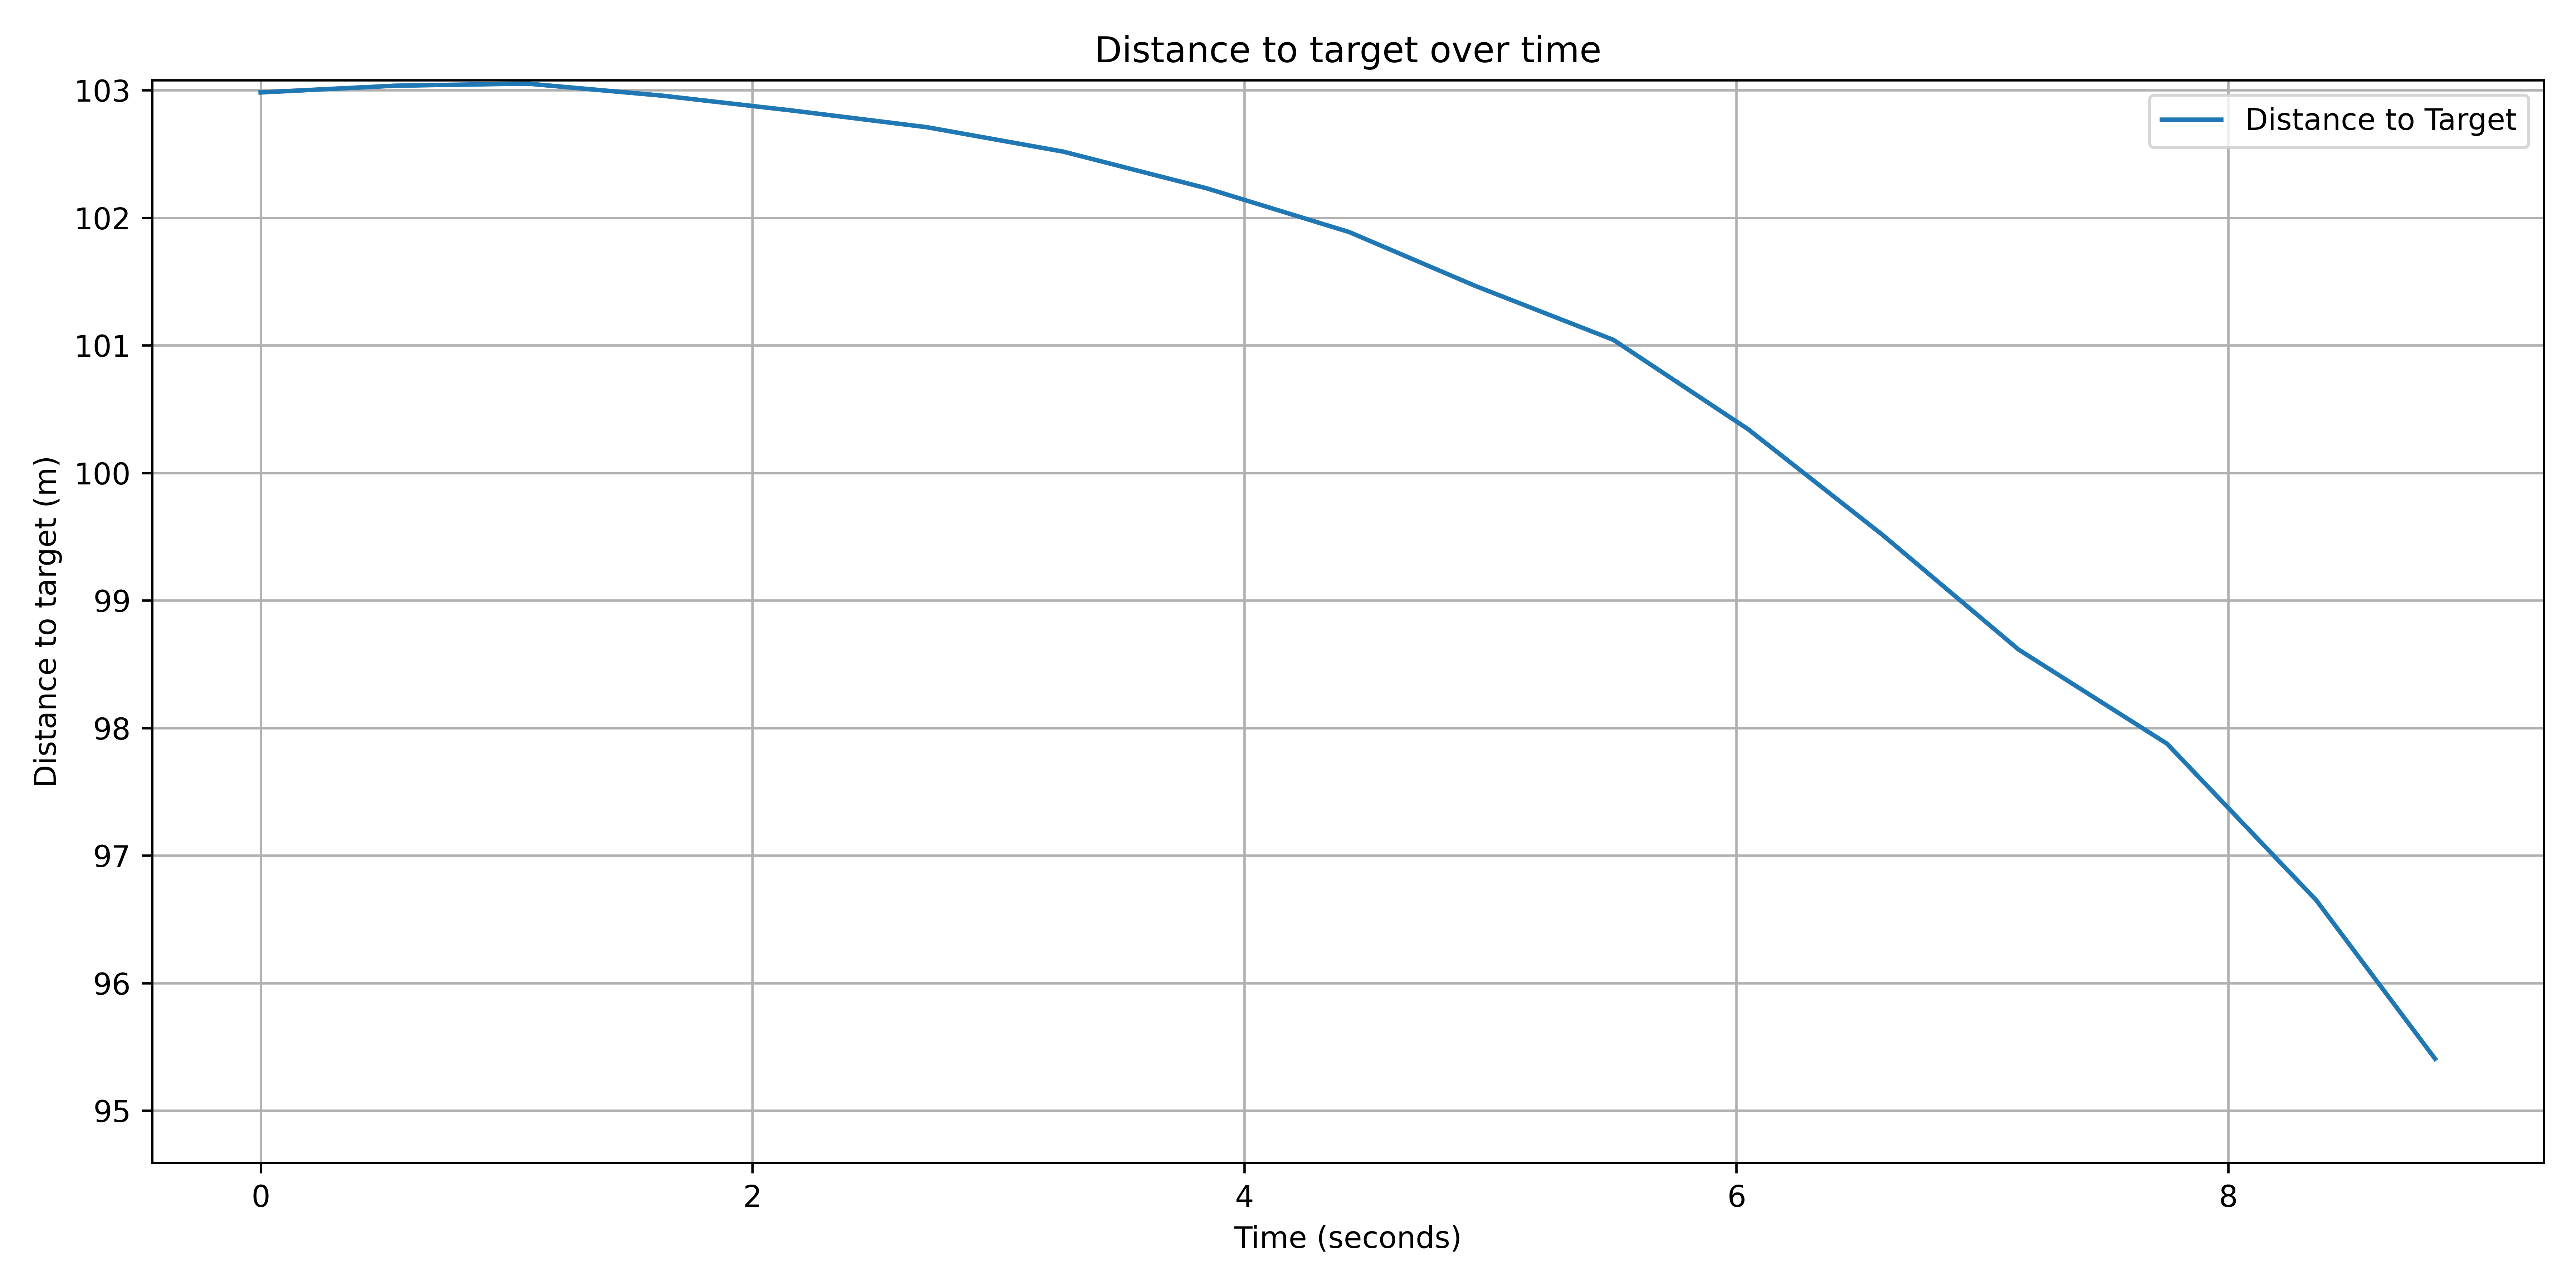 Distance to target over time
Distance to Target
103
102
101
100
99
98
97
96
95
Distance to target (m)
0 2 4 6 8
Time (seconds)